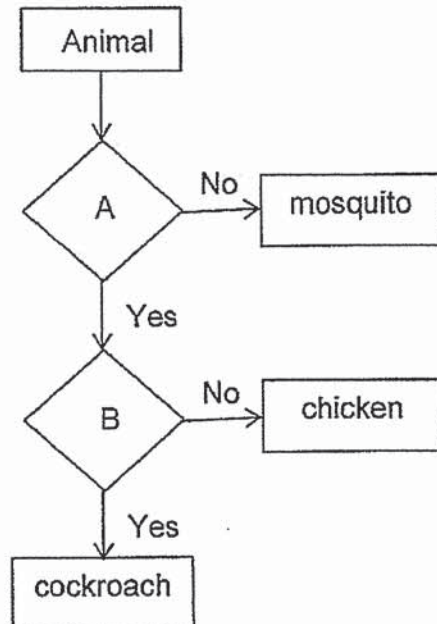 Animal
A
No
mosquito
Yes
B
No
chicken
Yes
cockroach